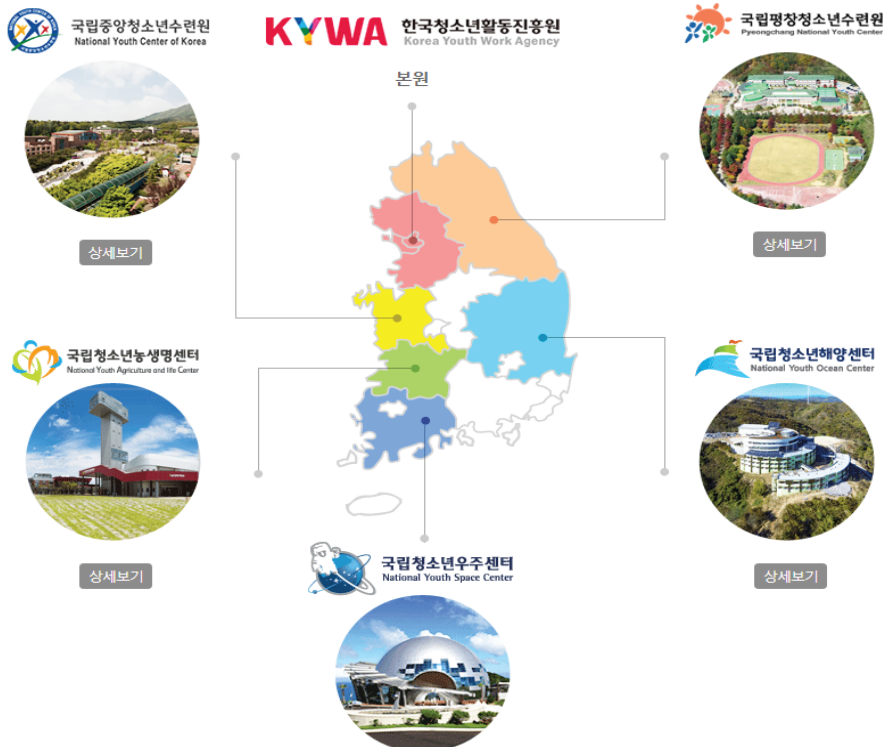 국립중앙청소년수련원
National Youth Center of Korea
KYWA 한국청소년활동진흥원
Korea Youth Work Agency
국립평창청소년수련원
Pyeongchang National Youth Center
본원
상세보기
상세보기
국립청소년농생명센터
National Youth Agriculture and life Center
국립청소년해양센터
National Youth Ocean Center
상세보기
상세보기
국립청소년우주센터
National Youth Space Center